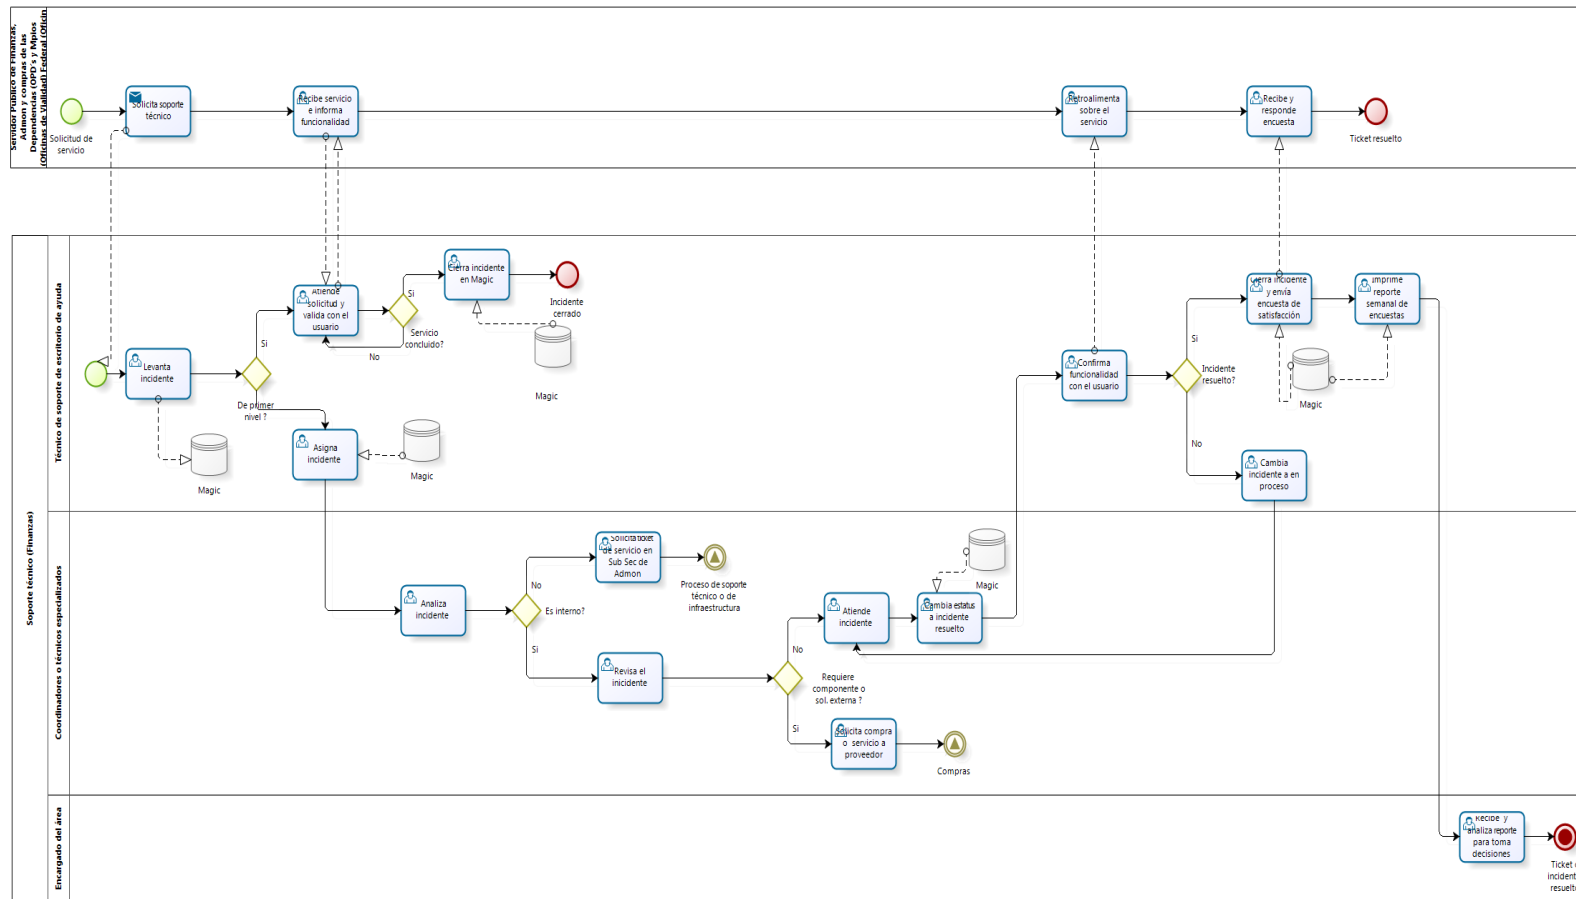 Servidor Público de Finanzas,
Admon y compras de las
Dependencias (OPD's y Mpios
(Oficinas de Vialidad) Federal (Oficin
Solicitud de
servicio
Solicita soporte
técnico
Recibe servicio
e informa
funcionalidad
Retroalimenta
sobre el
servicio
Recibe y
responde
encuesta
Ticket resuelto
Soporte técnico (Finanzas)
Técnico de soporte de escritorio de ayuda
Levanta
incidente
Magic
De primer
nivel ?
Si
Atiende
solicitud y
valida con el
usuario
Si
No
Servicio
concluido?
Cierra incidente
en Magic
Incidente
cerrado
Magic
Asigna
incidente
Magic
Confirma
funcionalidad
con el usuario
Incidente
resuelto?
Si
No
Cierra incidente
y envía
encuesta de
satisfacción
Imprime
reporte
semanal de
encuestas
Magic
Cambia
incidente a en
proceso
Coordinadores o técnicos especializados
Analiza
incidente
Es interno?
No
Si
Solicita ticket
de servicio en
Sub Sec de
Admon
Proceso de soporte
técnico o de
infraestructura
Revisa el
inicidente
Requiere
componente o
sol. externa ?
No
Si
Atiende
incidente
Cambia estatus
a incidente
resuelto
Magic
Solicita compra
o servicio a
proveedor
Compras
Encargado del área
Recibe y
analiza reporte
para toma
decisiones
Ticket
incident
resuelt